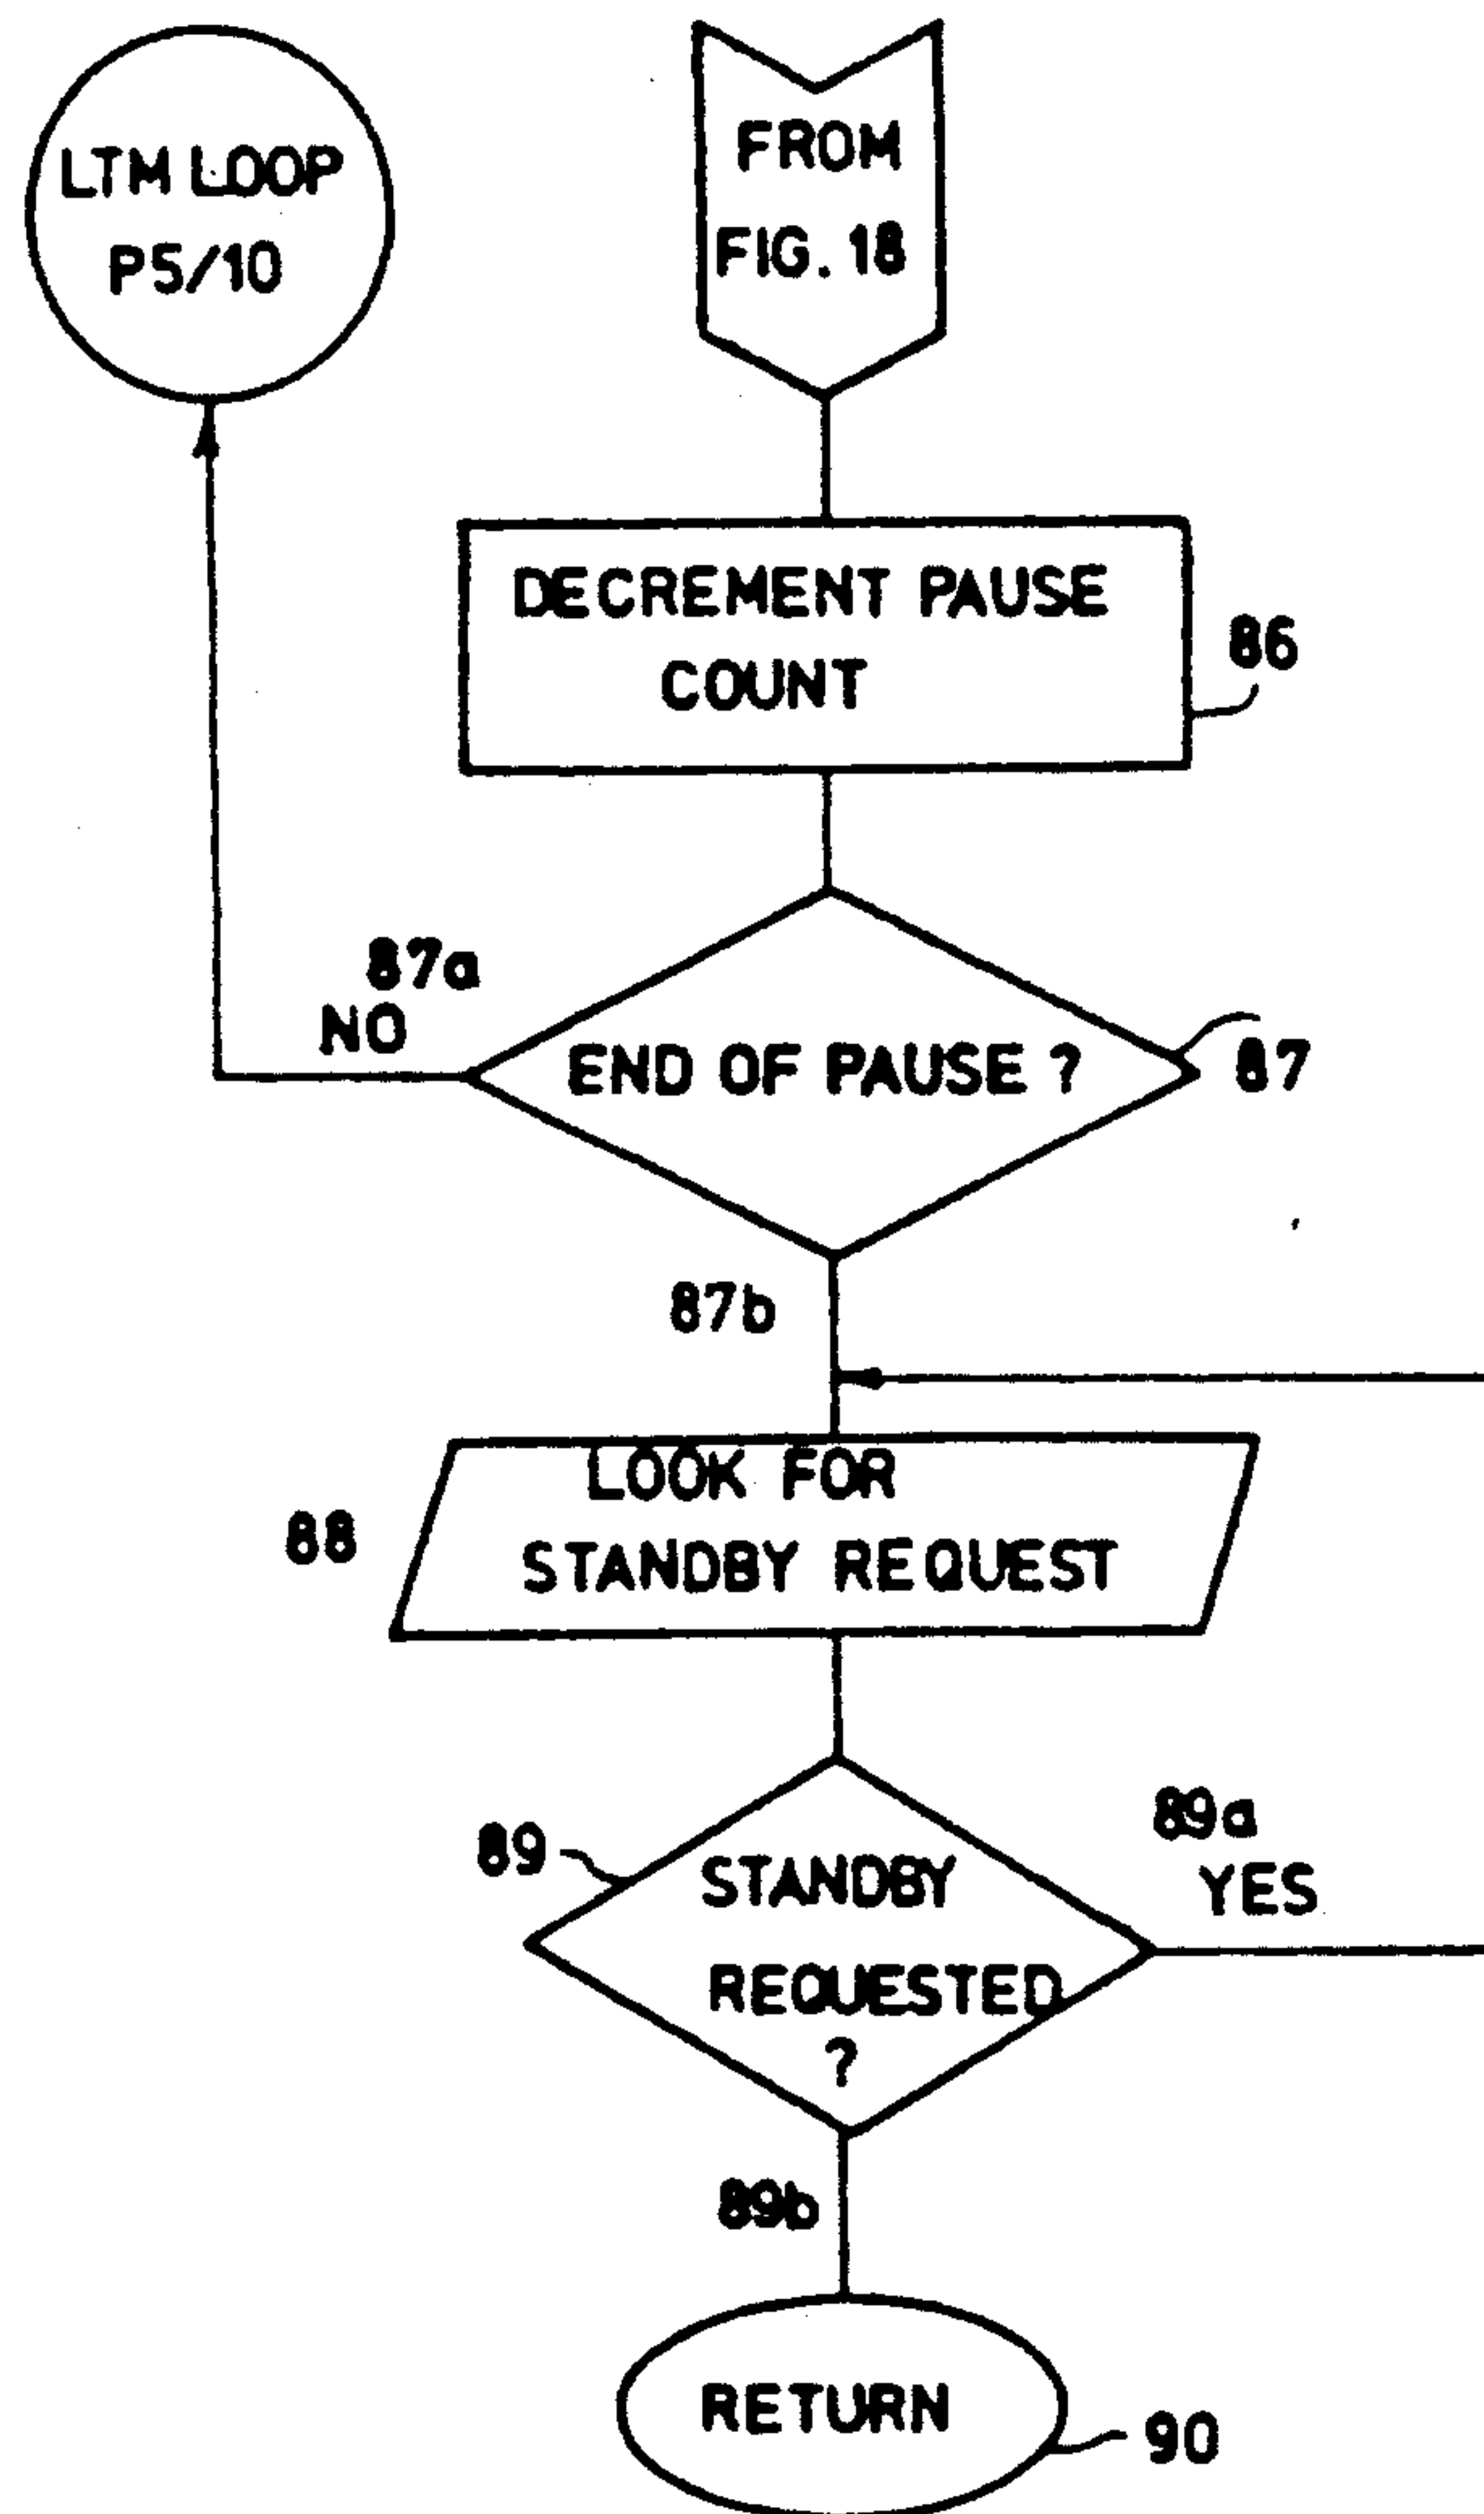 LTM LOOP
P5/10
FROM
FIG. 18
DECREMENT PAUSE
COUNT
86
87a
NO
END OF PAUSE ?
87
87b
LOOK FOR
STANDBY REQUEST
88
89
STANDBY
REQUESTED
?
89a
YES
89b
RETURN
90